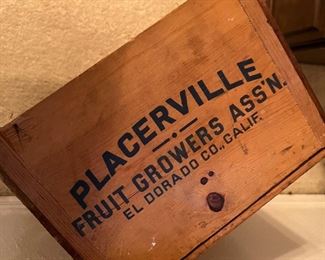 PLACERVILLE
FRUIT GROWERS ASS'N.
EL DORADO CO., CALIF.